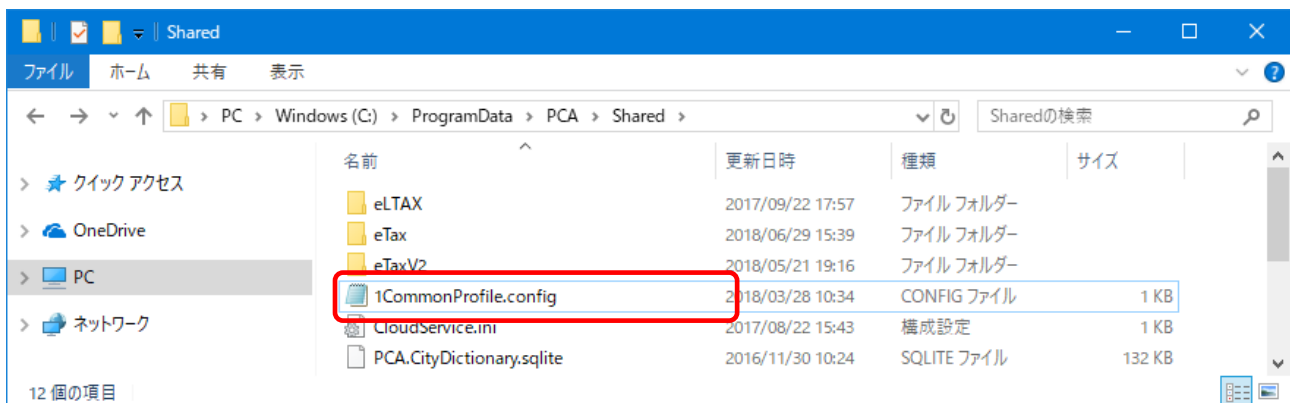 Shared
ファイル ホーム 共有 表示
PC > Windows (C:) > ProgramData > PCA > Shared > Sharedの検索
名前 更新日時 種類 サイズ
クイック アクセス
OneDrive
PC
ネットワーク
eLTAX 2017/09/22 17:57 ファイル フォルダー
eTax 2018/06/29 15:39 ファイル フォルダー
eTaxV2 2018/05/21 19:16 ファイル フォルダー
1CommonProfile.config 2018/03/28 10:34 CONFIG ファイル 1 KB
CloudService.ini 2017/08/22 15:43 構成設定 1 KB
PCA.CityDictionary.sqlite 2016/11/30 10:24 SQLITE ファイル 132 KB
12 個の項目